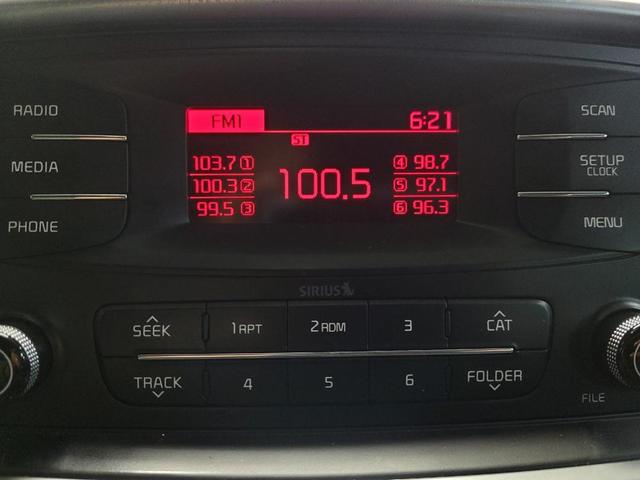 RADIO
MEDIA
PHONE
FM1 6:21
ST
103.7 1 4 98.7
100.3 2 100.5 5 97.1
99.5 3 6 96.3
SCAN
SETUP
CLOCK
MENU
SIRIUS
SEEK 1 RPT 2 RDM 3 CAT
TRACK 4 5 6 FOLDER
FILE